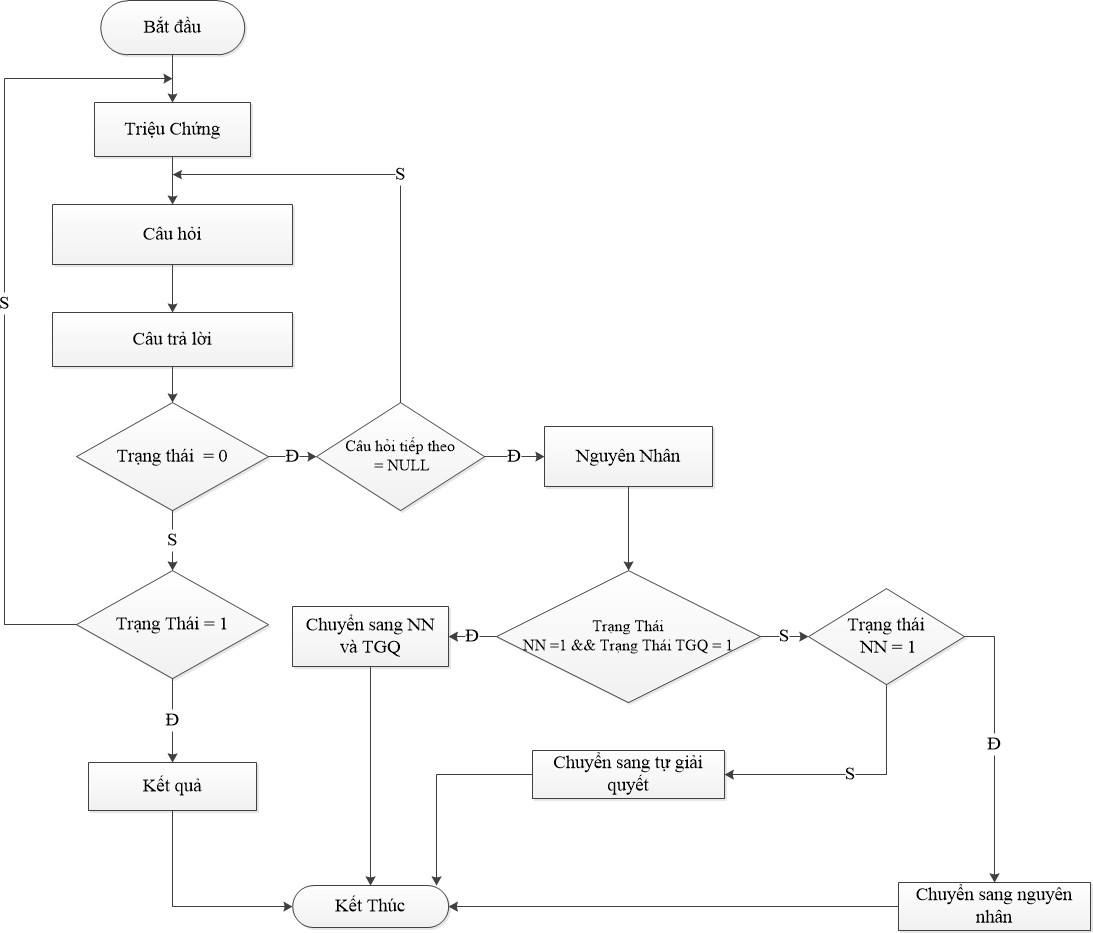 Bắt đầu
Triệu Chứng
S
Câu hỏi
S
Câu trả lời
Trạng thái = 0
Đ
Câu hỏi tiếp theo
= NULL
Đ
Nguyên Nhân
S
Trạng Thái = 1
Chuyển sang NN
và TGQ
Đ
Trạng Thái
NN =1 && Trạng Thái TGQ = 1
S
Trạng thái
NN = 1
Đ
Đ
Kết quả
Chuyển sang tự giải
quyết
S
Kết Thúc
Chuyển sang nguyên
nhân